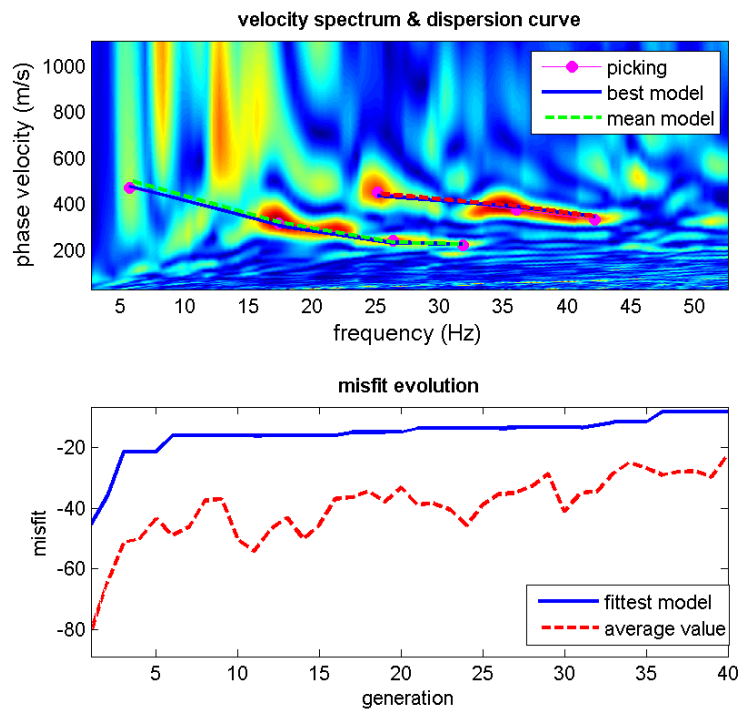 velocity spectrum & dispersion curve
phase velocity (m/s)
1000
800
600
400
200
picking
best model
mean model
5 10 15 20 25 30 35 40 45 50
frequency (Hz)
misfit evolution
misfit
-20
-40
-60
-80
fittest model
average value
5 10 15 20 25 30 35 40
generation